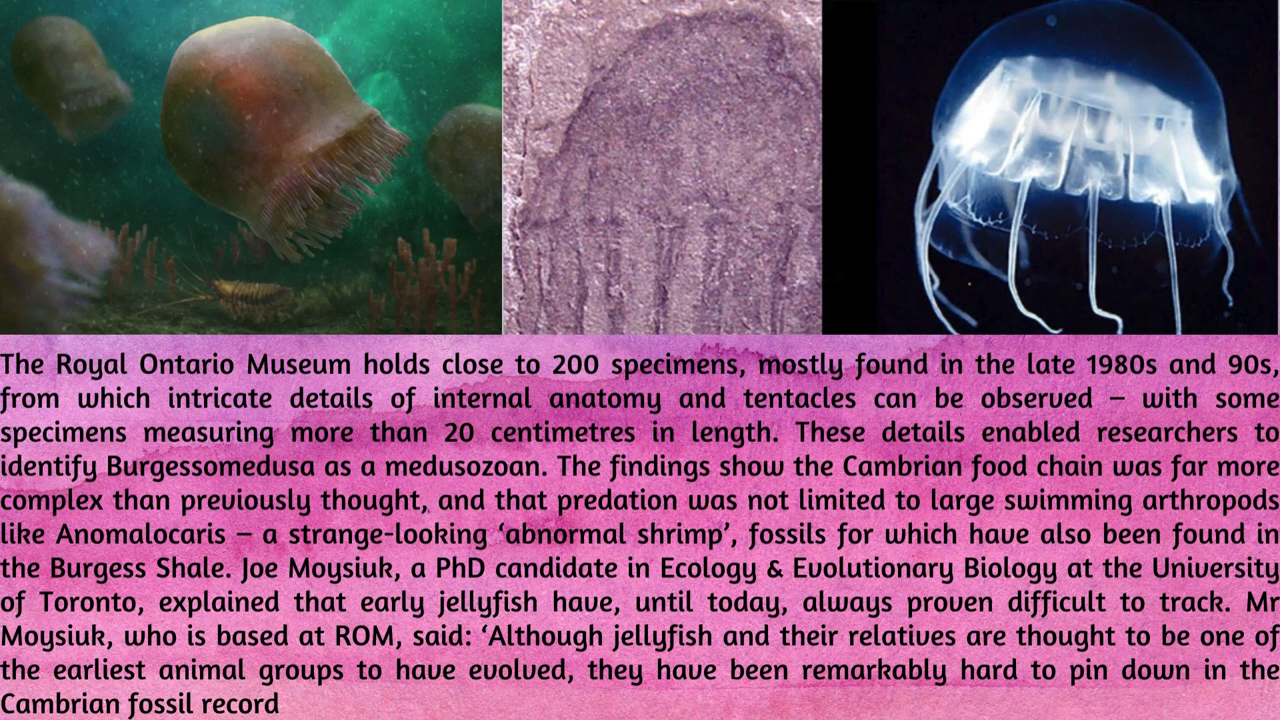 The Royal Ontario Museum holds close to 200 specimens, mostly found in the late 1980s and 90s,
from which intricate details of internal anatomy and tentacles can be observed – with some
specimens measuring more than 20 centimetres in length. These details enabled researchers to
identify Burgessomedusa as a medusozoan. The findings show the Cambrian food chain was far more
complex than previously thought, and that predation was not limited to large swimming arthropods
like Anomalocaris – a strange-looking ‘abnormal shrimp’, fossils for which have also been found in
the Burgess Shale. Joe Moysiuk, a PhD candidate in Ecology & Evolutionary Biology at the University
of Toronto, explained that early jellyfish have, until today, always proven difficult to track. Mr
Moysiuk, who is based at ROM, said: ‘Although jellyfish and their relatives are thought to be one of
the earliest animal groups to have evolved, they have been remarkably hard to pin down in the
Cambrian fossil record